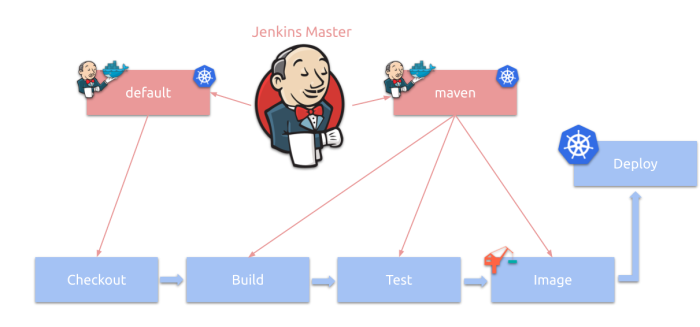 Jenkins Master
default
maven
Deploy
Checkout
Build
Test
Image